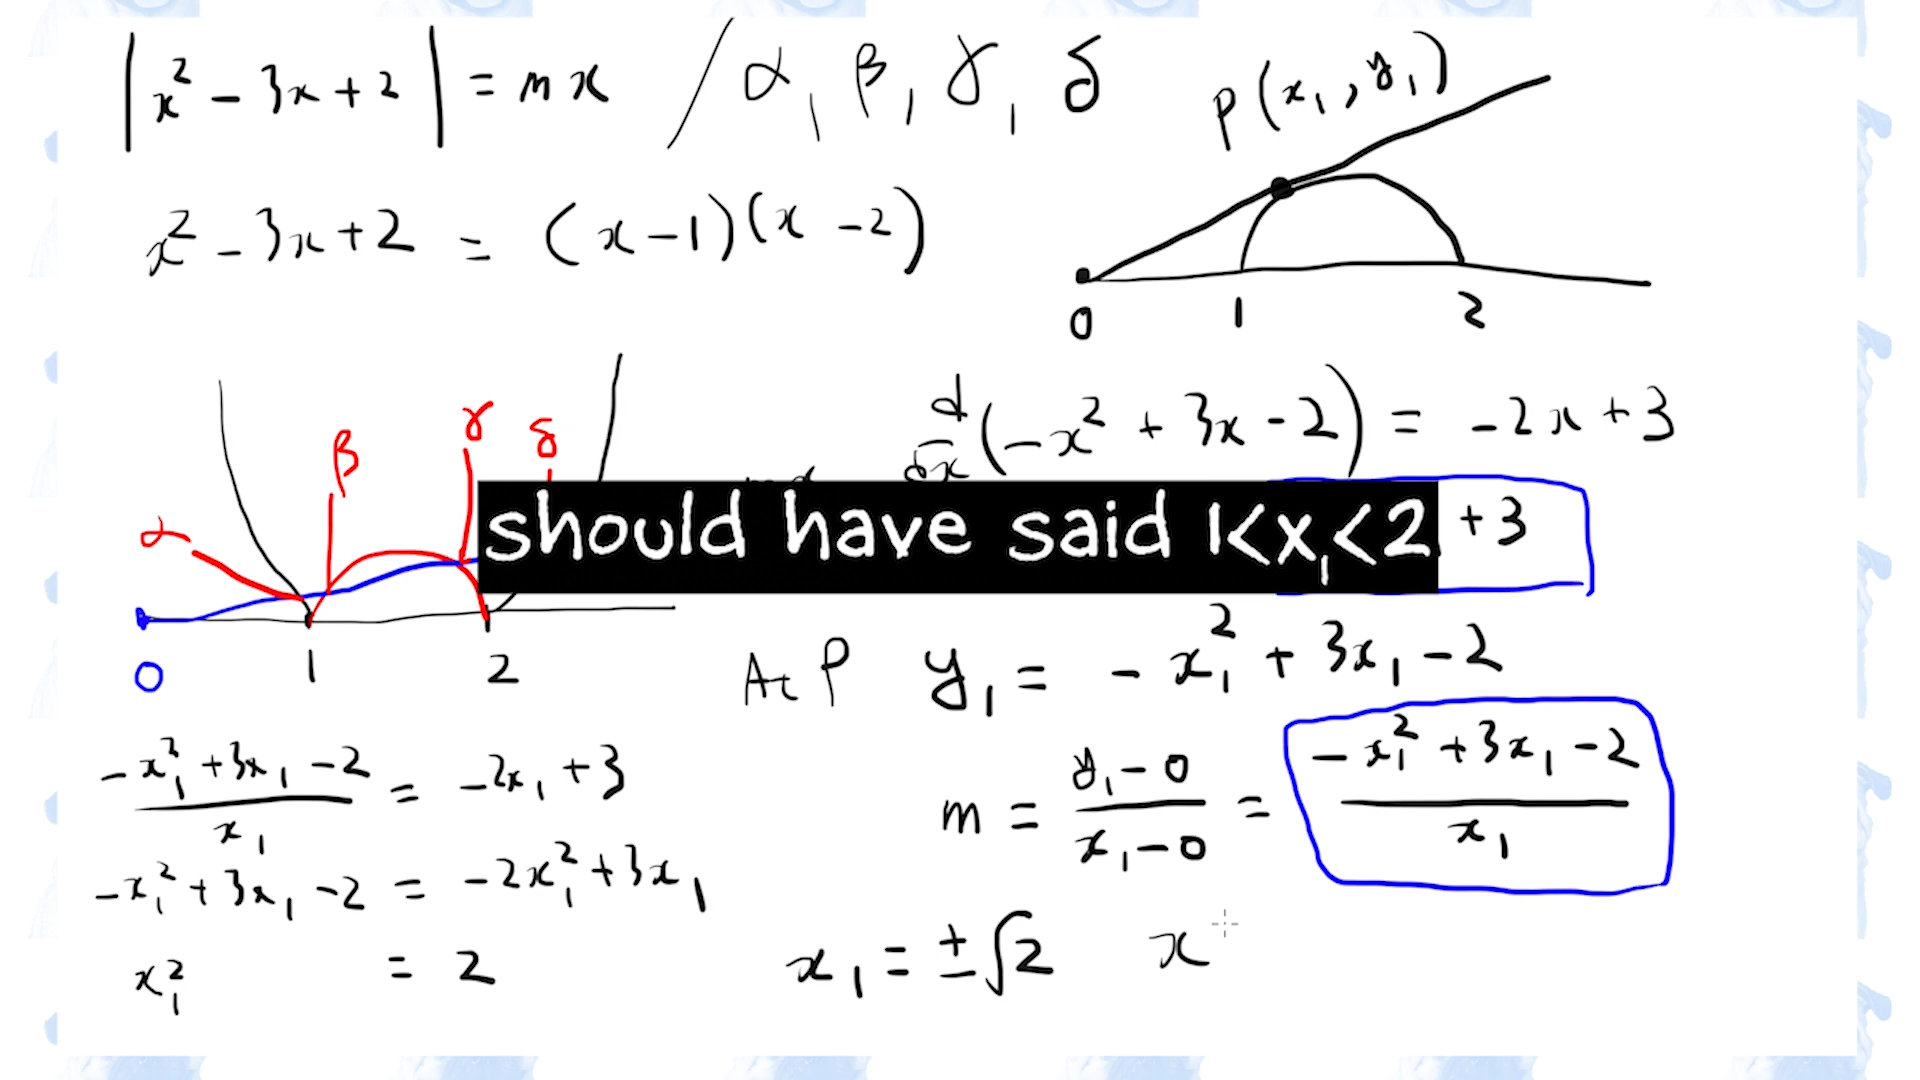 |x² - 3x + 2| = mx / α, β, γ, δ
x² - 3x + 2 = (x - 1)(x - 2)
P(x₁, y₁)
0 1 2
α β γ δ
0 1 2
d/dx (-x² + 3x - 2) = -2x + 3
should have said 1<x₁<2
+ 3
At P y₁ = -x₁² + 3x₁ - 2
m = (y₁ - 0)/(x₁ - 0) = (-x₁² + 3x₁ - 2)/x₁
(-x₁² + 3x₁ - 2)/x₁ = -2x₁ + 3
-x₁² + 3x₁ - 2 = -2x₁² + 3x₁
x₁² = 2
x₁ = ±√2 x